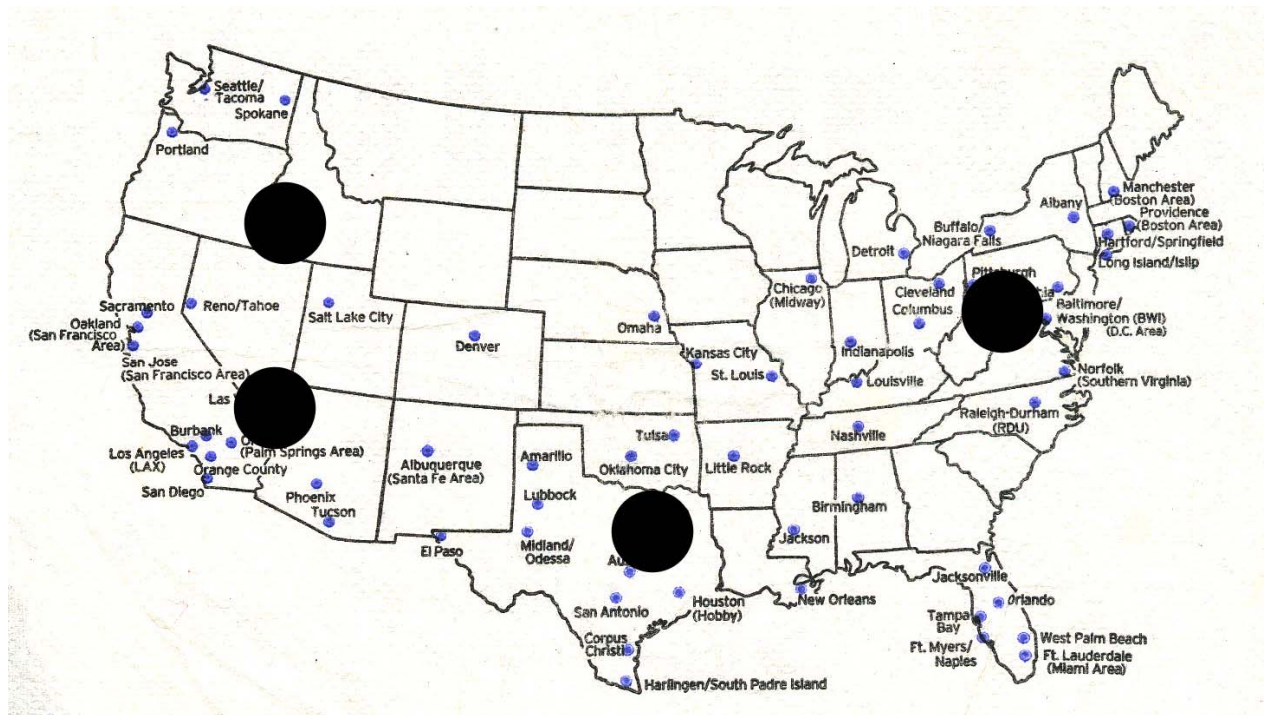 Seattle/
Tacoma
Spokane
Portland
Manchester
(Boston Area)
Albany
Providence
(Boston Area)
Buffalo/
Niagara Falls
Hartford/Springfield
Detroit
Long Island/Islip
Pittsburgh
Chicago
(Midway)
Cleveland
Columbus
Baltimore/
Washington (BWI)
(D.C. Area)
Sacramento
Reno/Tahoe
Salt Lake City
Oakland
(San Francisco
Area)
Omaha
Denver
Indianapolis
San Jose
(San Francisco Area)
Kansas City
St. Louis
Louisville
Norfolk
(Southern Virginia)
Las
Raleigh-Durham
(RDU)
Burbank
Tulsa
Nashville
(Palm Springs Area)
Los Angeles
(LAX)
Orange County
Albuquerque
(Santa Fe Area)
Amarillo
Oklahoma City
Little Rock
San Diego
Phoenix
Tucson
Lubbock
Birmingham
El Paso
Midland/
Odessa
Jackson
Jacksonville
San Antonio
Houston
(Hobby)
New Orleans
Orlando
Tampa
Bay
Corpus
Christi
West Palm Beach
Ft. Myers/
Naples
Ft. Lauderdale
(Miami Area)
Harlingen/South Padre Island